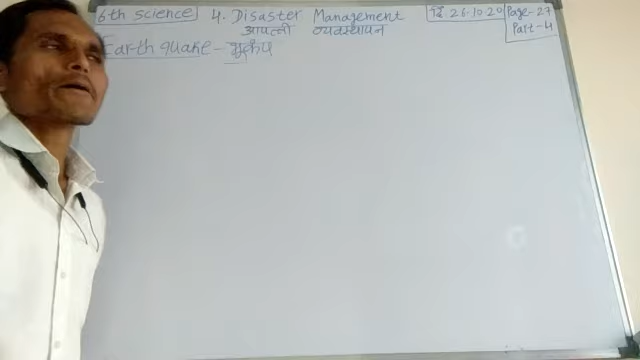 6th science 4. Disaster Management दि 26.10.20 Page-27
आपत्ती व्यवस्थापन Part-4
Earth quake - भूकंप